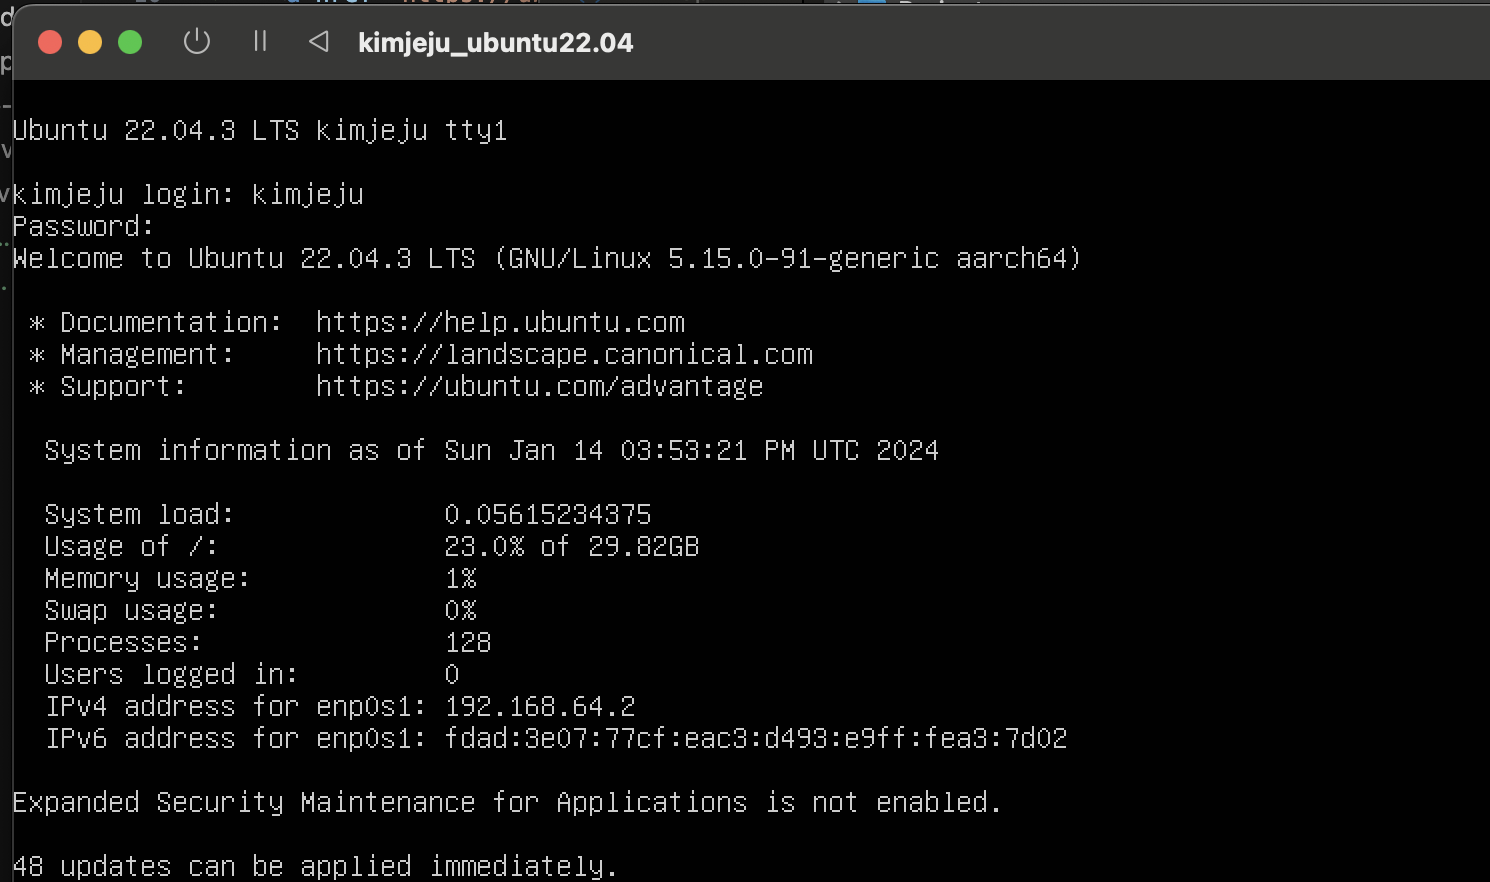 kimjeju_ubuntu22.04
Ubuntu 22.04.3 LTS kimjeju tty1
kimjeju login: kimjeju
Password:
Welcome to Ubuntu 22.04.3 LTS (GNU/Linux 5.15.0-91-generic aarch64)
* Documentation: https://help.ubuntu.com
* Management: https://landscape.canonical.com
* Support: https://ubuntu.com/advantage
System information as of Sun Jan 14 03:53:21 PM UTC 2024
System load: 0.05615234375
Usage of /: 23.0% of 29.82GB
Memory usage: 1%
Swap usage: 0%
Processes: 128
Users logged in: 0
IPv4 address for enp0s1: 192.168.64.2
IPv6 address for enp0s1: fdad:3e07:77cf:eac3:d493:e9ff:fea3:7d02
Expanded Security Maintenance for Applications is not enabled.
48 updates can be applied immediately.